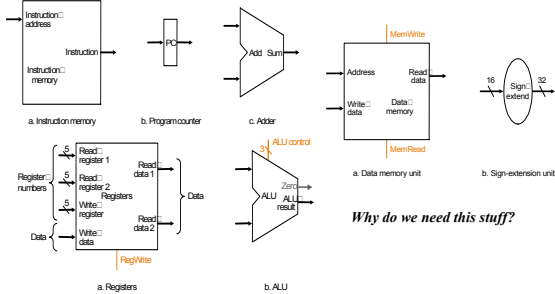 Instruction□
address
Instruction
Instruction□
memory
a. Instruction memory
PC
b. Program counter
Add Sum
c. Adder
MemWrite
Address
Read□
data
Write□
data
Data□
memory
MemRead
a. Data memory unit
16
32
Sign□
extend
b. Sign-extension unit
Register□
numbers
5
Read□
register 1
5
Read□
register 2
5
Write□
register
Data
Write□
data
Registers
Read□
data 1
Read□
data 2
Data
RegWrite
a. Registers
3
ALU control
Zero□
ALU
ALU□
result
b. ALU
Why do we need this stuff?